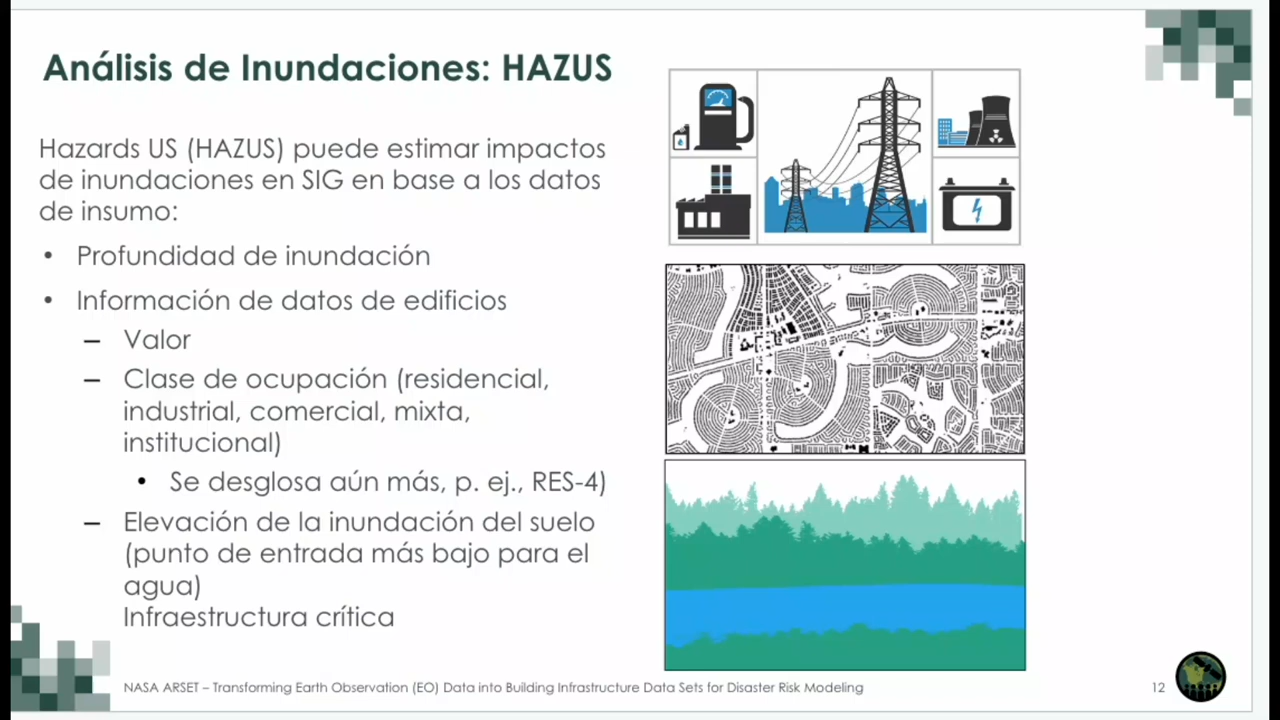 Análisis de Inundaciones: HAZUS
Hazards US (HAZUS) puede estimar impactos
de inundaciones en SIG en base a los datos
de insumo:
• Profundidad de inundación
• Información de datos de edificios
– Valor
– Clase de ocupación (residencial,
industrial, comercial, mixta,
institucional)
• Se desglosa aún más, p. ej., RES-4)
– Elevación de la inundación del suelo
(punto de entrada más bajo para el
agua)
Infraestructura crítica
NASA ARSET – Transforming Earth Observation (EO) Data into Building Infrastructure Data Sets for Disaster Risk Modeling
12